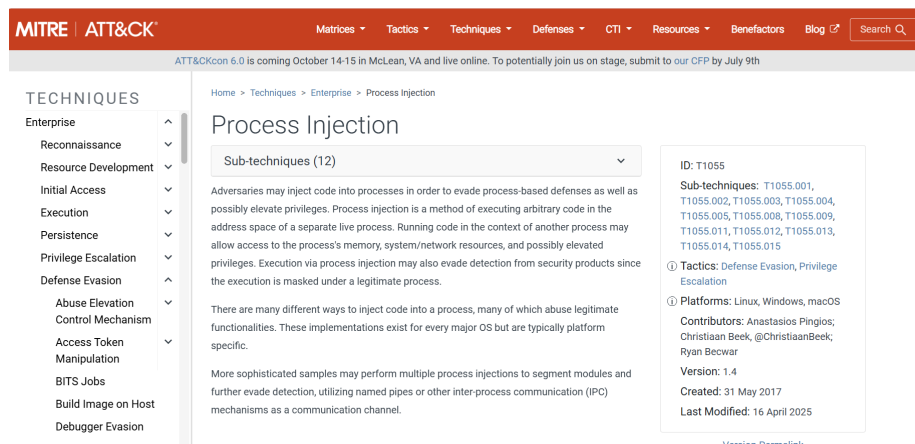 MITRE | ATT&CK®
Matrices Tactics Techniques Defenses CTI Resources Benefactors Blog Search
ATT&CKcon 6.0 is coming October 14-15 in McLean, VA and live online. To potentially join us on stage, submit to our CFP by July 9th
TECHNIQUES
Enterprise
Reconnaissance
Resource Development
Initial Access
Execution
Persistence
Privilege Escalation
Defense Evasion
Abuse Elevation
Control Mechanism
Access Token
Manipulation
BITS Jobs
Build Image on Host
Debugger Evasion
Home > Techniques > Enterprise > Process Injection
Process Injection
Sub-techniques (12)
Adversaries may inject code into processes in order to evade process-based defenses as well as
possibly elevate privileges. Process injection is a method of executing arbitrary code in the
address space of a separate live process. Running code in the context of another process may
allow access to the process's memory, system/network resources, and possibly elevated
privileges. Execution via process injection may also evade detection from security products since
the execution is masked under a legitimate process.
There are many different ways to inject code into a process, many of which abuse legitimate
functionalities. These implementations exist for every major OS but are typically platform
specific.
More sophisticated samples may perform multiple process injections to segment modules and
further evade detection, utilizing named pipes or other inter-process communication (IPC)
mechanisms as a communication channel.
ID: T1055
Sub-techniques: T1055.001,
T1055.002, T1055.003, T1055.004,
T1055.005, T1055.008, T1055.009,
T1055.011, T1055.012, T1055.013,
T1055.014, T1055.015
Tactics: Defense Evasion, Privilege
Escalation
Platforms: Linux, Windows, macOS
Contributors: Anastasios Pingios;
Christiaan Beek, @ChristiaanBeek;
Ryan Becwar
Version: 1.4
Created: 31 May 2017
Last Modified: 16 April 2025
Version Permalink